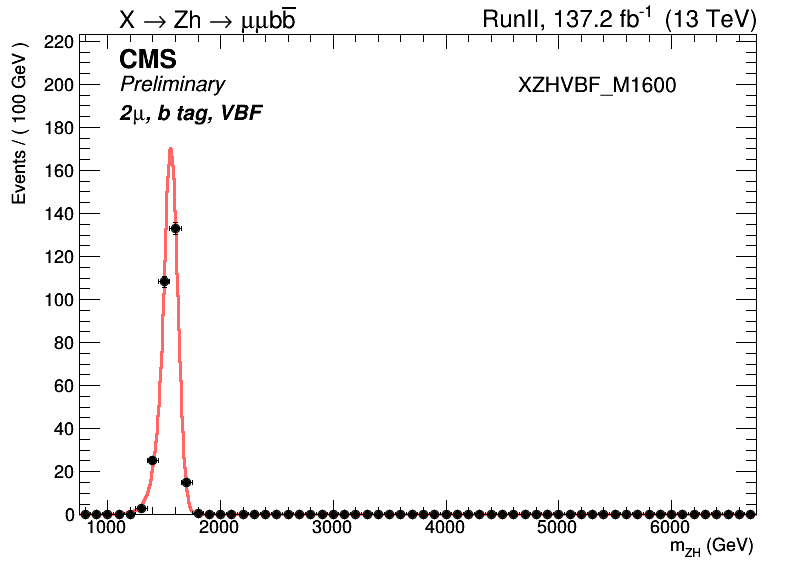 X → Zh → μμbb̅
RunII, 137.2 fb⁻¹ (13 TeV)
CMS
Preliminary
2μ, b tag, VBF
XZHVBF_M1600
Events / ( 100 GeV )
220
200
180
160
140
120
100
80
60
40
20
0
1000 2000 3000 4000 5000 6000
m_ZH (GeV)